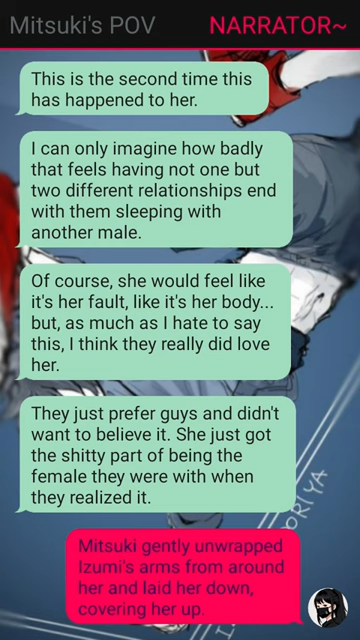 Mitsuki's POV
NARRATOR~
This is the second time this
has happened to her.
I can only imagine how badly
that feels having not one but
two different relationships end
with them sleeping with
another male.
Of course, she would feel like
it's her fault, like it's her body...
but, as much as I hate to say
this, I think they really did love
her.
They just prefer guys and didn't
want to believe it. She just got
the shitty part of being the
female they were with when
they realized it.
Mitsuki gently unwrapped
Izumi's arms from around
her and laid her down,
covering her up.